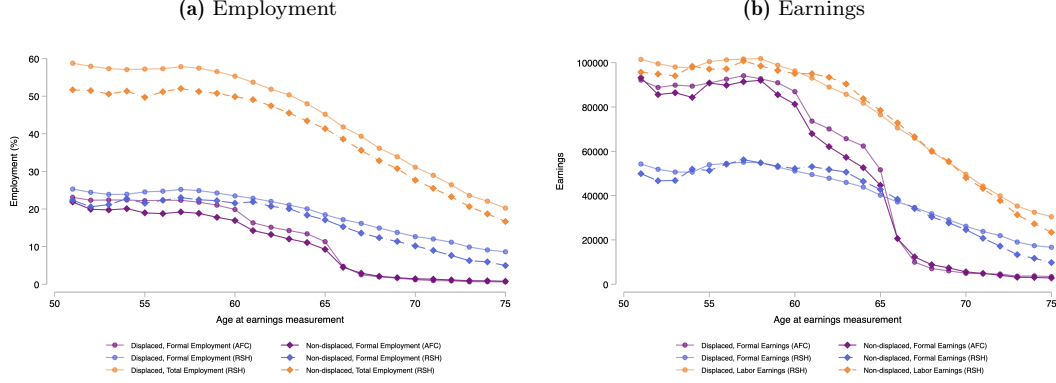 (a) Employment
Employment (%)
60
50
40
30
20
10
0
50 55 60 65 70 75
Age at earnings measurement
Displaced, Formal Employment (AFC) Non-displaced, Formal Employment (AFC)
Displaced, Formal Employment (RSH) Non-displaced, Formal Employment (RSH)
Displaced, Total Employment (RSH) Non-displaced, Total Employment (RSH)
(b) Earnings
Earnings
100000
80000
60000
40000
20000
0
50 55 60 65 70 75
Age at earnings measurement
Displaced, Formal Earnings (AFC) Non-displaced, Formal Earnings (AFC)
Displaced, Formal Earnings (RSH) Non-displaced, Formal Earnings (RSH)
Displaced, Labor Earnings (RSH) Non-displaced, Labor Earnings (RSH)